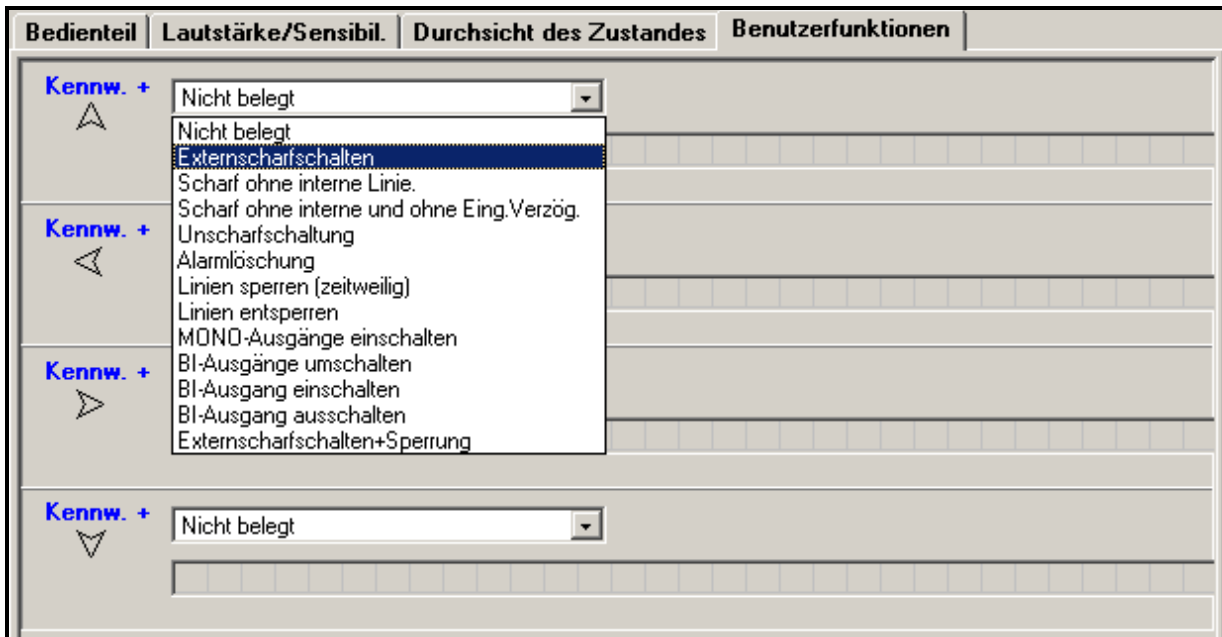 Bedienteil Lautstärke/Sensibil. Durchsicht des Zustandes Benutzerfunktionen
Kennw. +
Nicht belegt
Nicht belegt
Externscharfschalten
Scharf ohne interne Linie.
Scharf ohne interne und ohne Eing.Verzög.
Kennw. +
Unscharfschaltung
Alarmlöschung
Linien sperren (zeitweilig)
Linien entsperren
MONO-Ausgänge einschalten
BI-Ausgänge umschalten
Kennw. +
BI-Ausgang einschalten
BI-Ausgang ausschalten
Externscharfschalten+Sperrung
Kennw. +
Nicht belegt